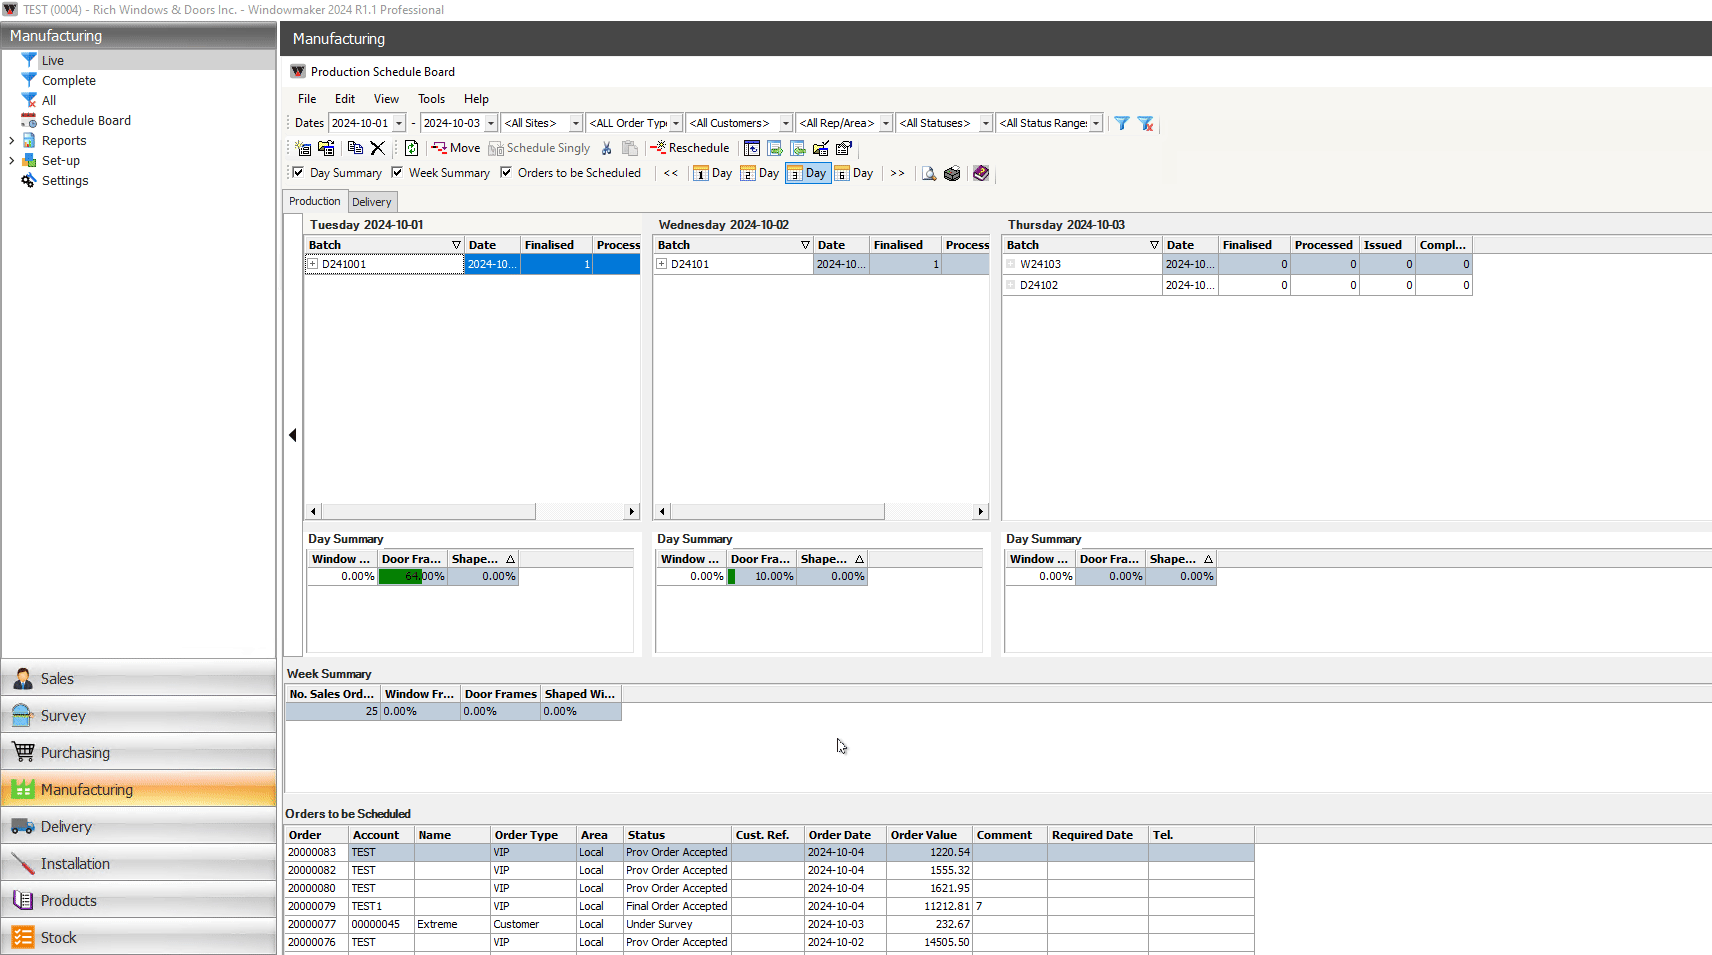 TEST (0004) - Rich Windows & Doors Inc. - Windowmaker 2024 R1.1 Professional
Manufacturing
Live
Complete
All
Schedule Board
Reports
Set-up
Settings
Sales
Survey
Purchasing
Manufacturing
Delivery
Installation
Products
Stock
Manufacturing
Production Schedule Board
File Edit View Tools Help
Dates 2024-10-01 - 2024-10-03 <All Sites> <ALL Order Typ <All Customers> <All Rep/Area> <All Statuses> <All Status Range:
Move Schedule Singly Reschedule
Day Summary Week Summary Orders to be Scheduled << 1 Day 2 Day 3 Day 6 Day >>
Production Delivery
Tuesday 2024-10-01
Batch Date Finalised Process
D241001 2024-10... 1
Wednesday 2024-10-02
Batch Date Finalised Process
D24101 2024-10... 1
Thursday 2024-10-03
Batch Date Finalised Processed Issued Compl...
W24103 2024-10... 0 0 0 0
D24102 2024-10... 0 0 0 0
Day Summary
Window ... Door Fra... Shape...
0.00% 64.00% 0.00%
Day Summary
Window ... Door Fra... Shape...
0.00% 10.00% 0.00%
Day Summary
Window ... Door Fra... Shape...
0.00% 0.00% 0.00%
Week Summary
No. Sales Ord... Window Fr... Door Frames Shaped Wi...
25 0.00% 0.00% 0.00%
Orders to be Scheduled
Order Account Name Order Type Area Status Cust. Ref. Order Date Order Value Comment Required Date Tel.
20000083 TEST VIP Local Prov Order Accepted 2024-10-04 1220.54
20000082 TEST VIP Local Prov Order Accepted 2024-10-04 1555.32
20000080 TEST VIP Local Prov Order Accepted 2024-10-04 1621.95
20000079 TEST1 VIP Local Final Order Accepted 2024-10-04 11212.81 7
20000077 00000045 Extreme Customer Local Under Survey 2024-10-03 232.67
20000076 TEST VIP Local Prov Order Accepted 2024-10-02 14505.50